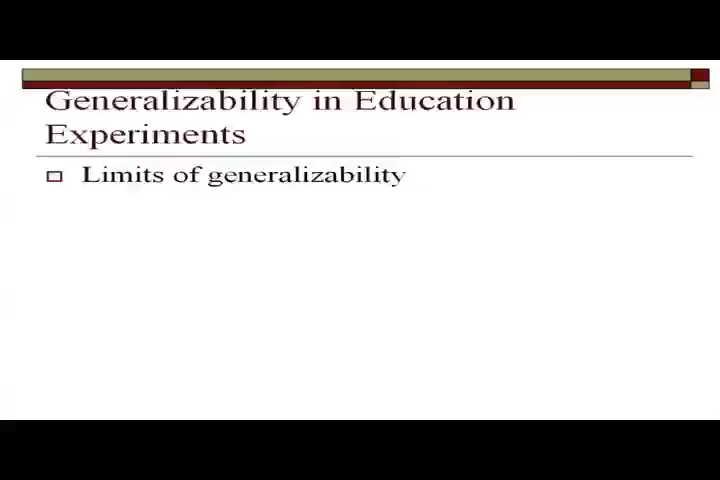 Generalizability in Education
Experiments
Limits of generalizability